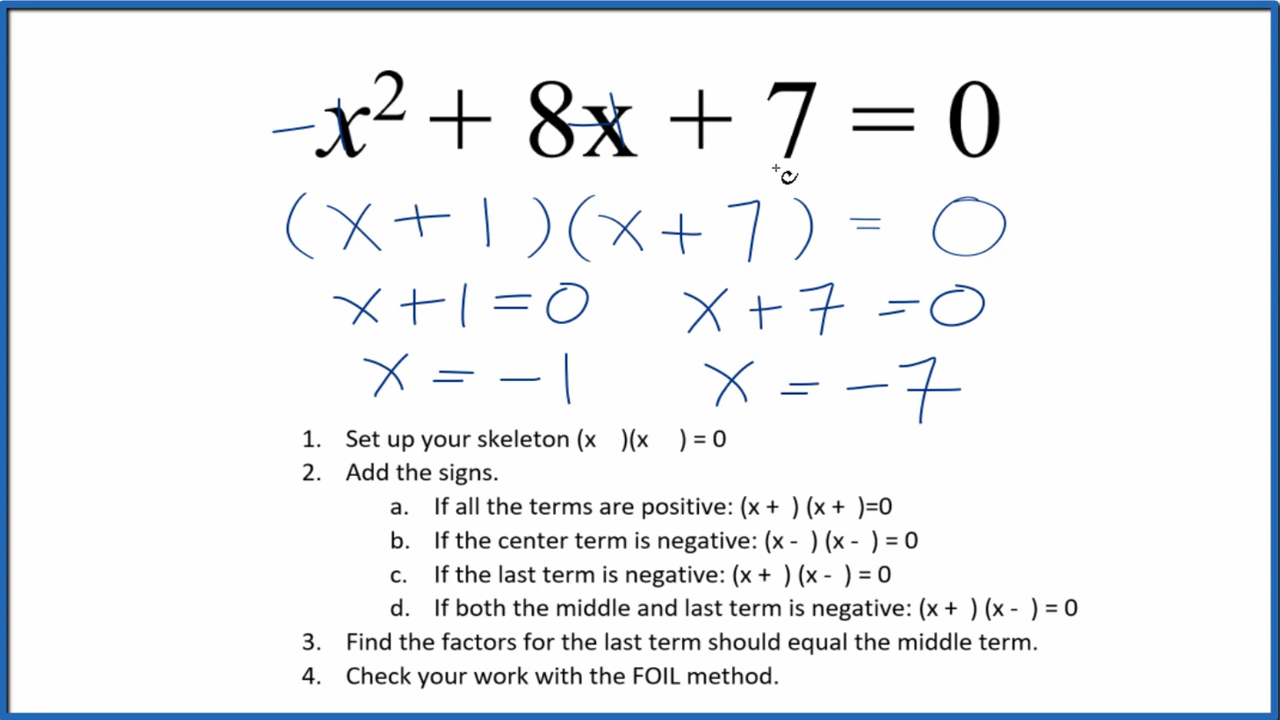 x² + 8x + 7 = 0
- -1 -1
(x + 1)(x + 7) = 0
x + 1 = 0 x + 7 = 0
x = -1 x = -7
1. Set up your skeleton (x )(x ) = 0
2. Add the signs.
a. If all the terms are positive: (x + ) (x + )=0
b. If the center term is negative: (x - ) (x - ) = 0
c. If the last term is negative: (x + ) (x - ) = 0
d. If both the middle and last term is negative: (x + ) (x - ) = 0
3. Find the factors for the last term should equal the middle term.
4. Check your work with the FOIL method.